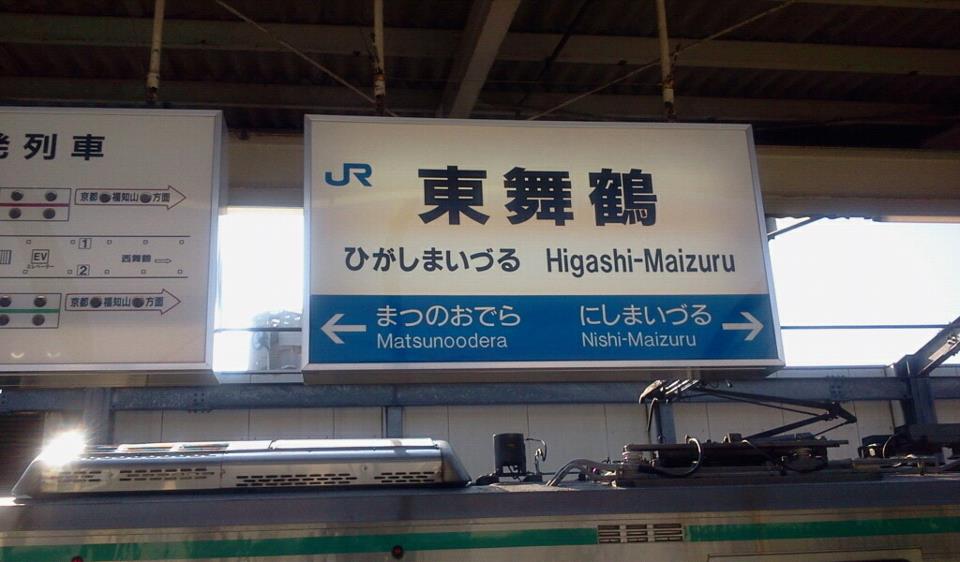 列車
京都●福知山●方面
1
EV
エレベーター
西舞鶴
2
京都●福知山●方面
JR
東舞鶴
ひがしまいづる Higashi-Maizuru
まつのおでら
Matsunoodera
にしまいづる
Nishi-Maizuru